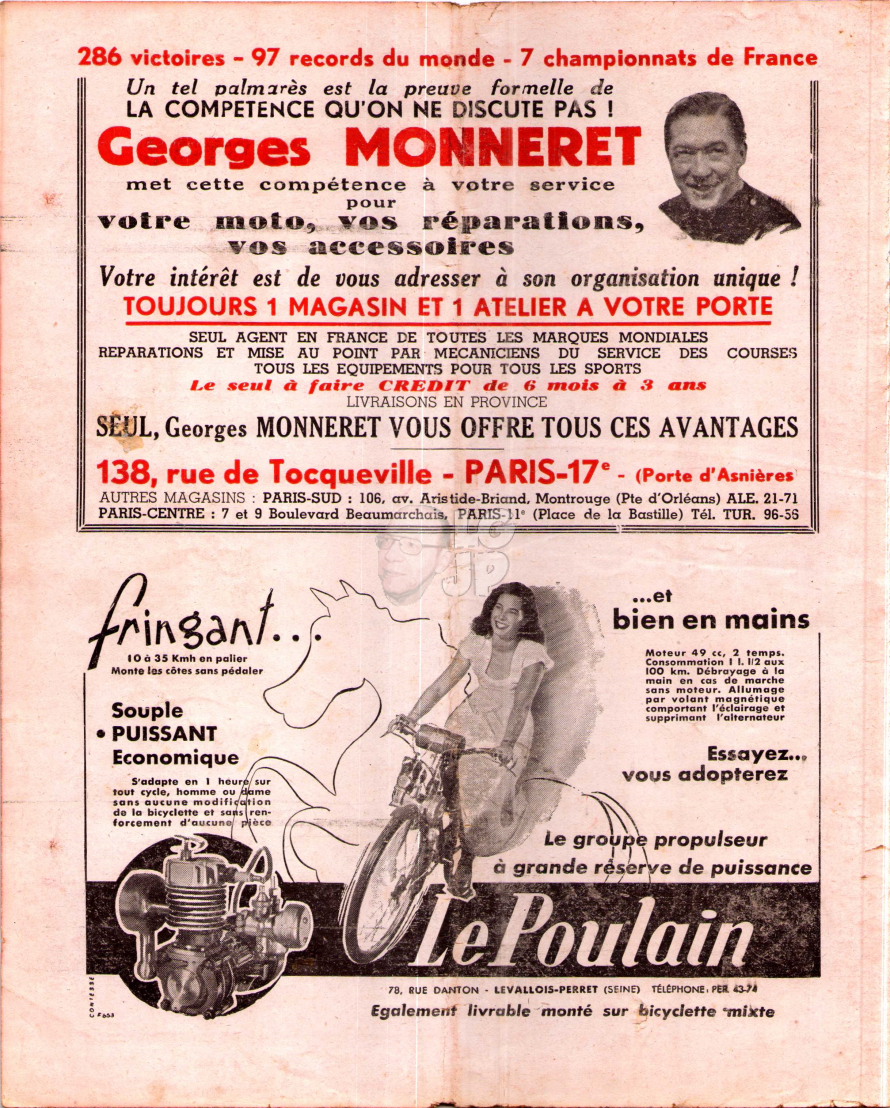 286 victoires - 97 records du monde - 7 championnats de France
Un tel palmarès est la preuve formelle de
LA COMPETENCE QU'ON NE DISCUTE PAS !
Georges MONNERET
met cette compétence à votre service
pour
votre moto, vos réparations,
vos accessoires
Votre intérêt est de vous adresser à son organisation unique !
TOUJOURS 1 MAGASIN ET 1 ATELIER A VOTRE PORTE
SEUL AGENT EN FRANCE DE TOUTES LES MARQUES MONDIALES
REPARATIONS ET MISE AU POINT PAR MECANICIENS DU SERVICE DES COURSES
TOUS LES EQUIPEMENTS POUR TOUS LES SPORTS
Le seul à faire CREDIT de 6 mois à 3 ans
LIVRAISONS EN PROVINCE
SEUL, Georges MONNERET VOUS OFFRE TOUS CES AVANTAGES
138, rue de Tocqueville - PARIS-17e - (Porte d'Asnières
AUTRES MAGASINS : PARIS-SUD : 106, av. Aristide-Briand, Montrouge (Pte d'Orléans) ALE. 21-71
PARIS-CENTRE : 7 et 9 Boulevard Beaumarchais, PARIS-11e (Place de la Bastille) Tél. TUR. 96-56
LG
JP
fringant...
10 à 35 Kmh en palier
Monte les côtes sans pédaler
Souple
• PUISSANT
Economique
S'adapte en 1 heure sur
tout cycle, homme ou dame
sans aucune modification
de la bicyclette et sans ren-
forcement d'aucune pièce
...et
bien en mains
Moteur 49 cc, 2 temps.
Consommation 1 l. 1/2 aux
100 km. Débrayage à la
main en cas de marche
sans moteur. Allumage
par volant magnétique
comportant l'éclairage et
supprimant l'alternateur
Essayez...
vous adopterez
Le groupe propulseur
à grande réserve de puissance
Le Poulain
78, RUE DANTON - LEVALLOIS-PERRET (SEINE) TÉLÉPHONE: PER. 43-74
Egalement livrable monté sur bicyclette mixte
CONTESSE